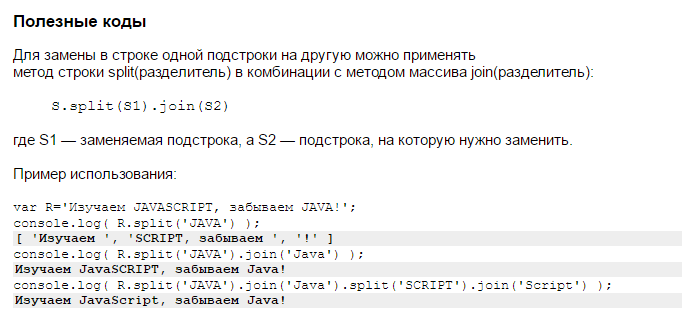 Полезные коды
Для замены в строке одной подстроки на другую можно применять
метод строки split(разделитель) в комбинации с методом массива join(разделитель):
S.split(S1).join(S2)
где S1 — заменяемая подстрока, а S2 — подстрока, на которую нужно заменить.
Пример использования:
var R='Изучаем JAVASCRIPT, забываем JAVA!';
console.log( R.split('JAVA') );
[ 'Изучаем ', 'SCRIPT, забываем ', '!' ]
console.log( R.split('JAVA').join('Java') );
Изучаем JavaSCRIPT, забываем Java!
console.log( R.split('JAVA').join('Java').split('SCRIPT').join('Script') );
Изучаем JavaScript, забываем Java!